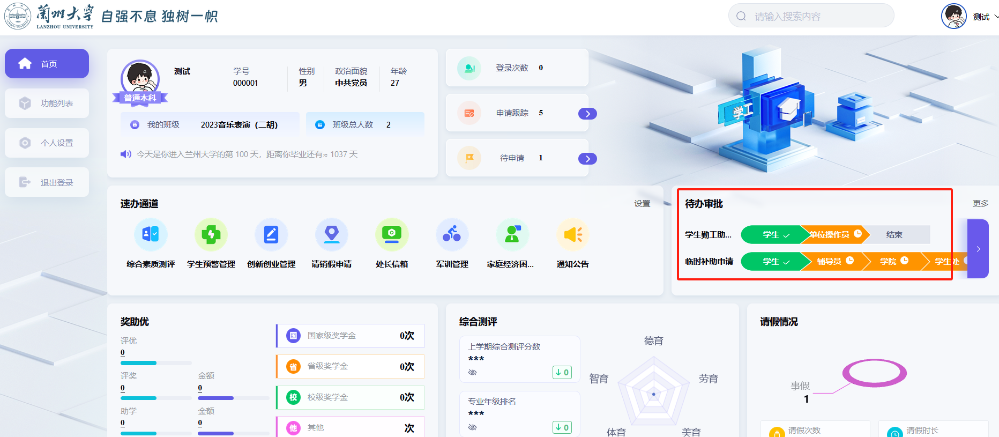 兰州大学
LANZHOU UNIVERSITY
自强不息 独树一帜
请输入搜索内容
测试
首页
功能列表
个人设置
退出登录
普通本科
测试
学号
000001
性别
男
政治面貌
中共党员
年龄
27
我的班级 2023音乐表演（二胡）
班级总人数 2
今天是你进入兰州大学的第 100 天，距离你毕业还有≈ 1037 天
登录次数 0
申请跟踪 5
待申请 1
学工
速办通道
设置
综合素质测评
学生预警管理
创新创业管理
请销假申请
处长信箱
军训管理
家庭经济困...
通知公告
待办审批
更多
学生勤工助... 学生 单位操作员 结束
临时补助申请 学生 辅导员 学院 学生处
奖助优
评优
0
评奖
0
金额
0
助学
0
金额
0
国 国家级奖学金 0次
省 省级奖学金 0次
校 校级奖学金 0次
他 其他 次
综合测评
上学期综合测评分数
***
0
专业年级排名
***
0
德育
智育
劳育
体育
美育
请假情况
事假
1
请假次数
请假时长